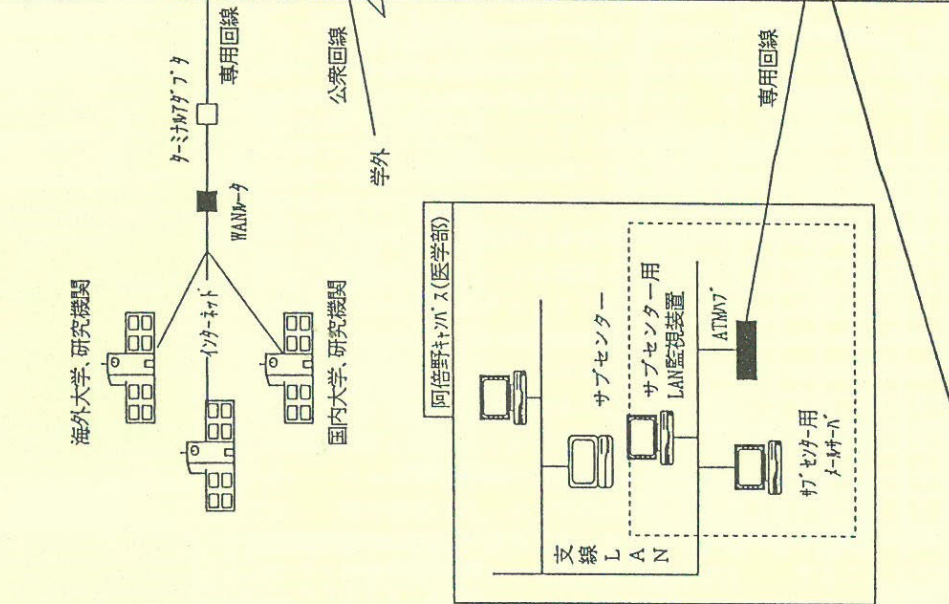 海外大学、研究機関
インターネット
国内大学、研究機関
WANルータ
ターミナルアダプタ
専用回線
学外
公衆回線
阿倍野キャンパス(医学部)
サブセンター
サブセンター用
LAN監視装置
ATMハブ
サブセンター用
メールサーバ
支線LAN
専用回線